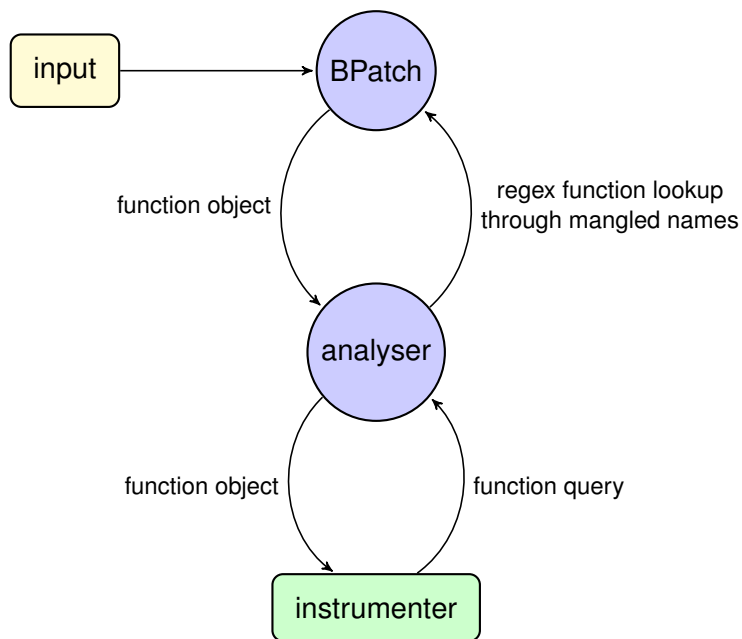 input
BPatch
function object
regex function lookup
through mangled names
analyser
function object
function query
instrumenter